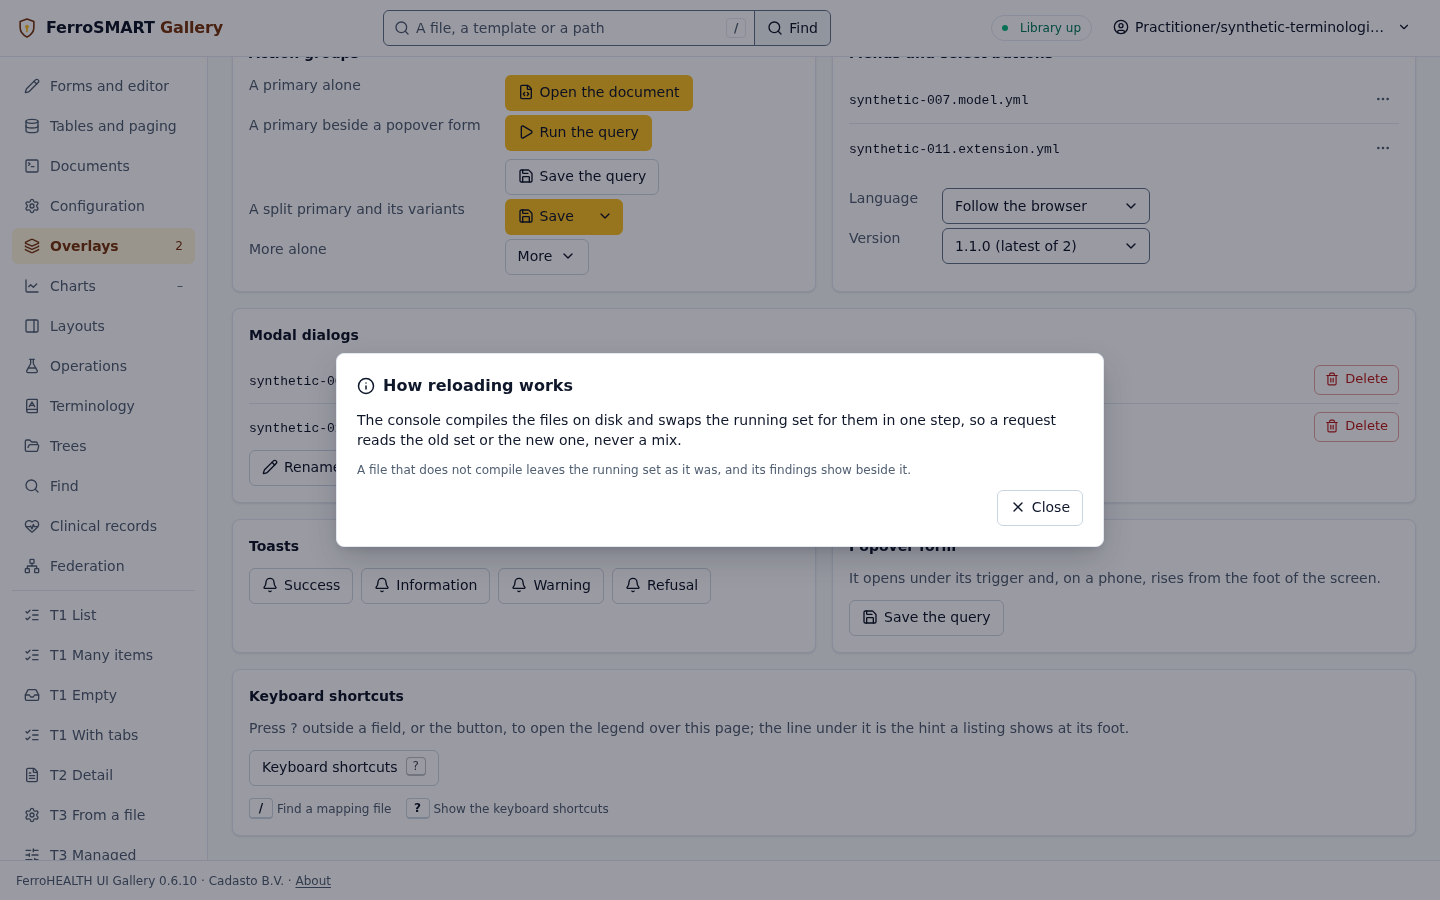 FerroSMART Gallery
A file, a template or a path
/
Find
Library up
Practitioner/synthetic-terminologi...
Forms and editor
Tables and paging
Documents
Configuration
Overlays
2
Charts
–
Layouts
Operations
Terminology
Trees
Find
Clinical records
Federation
T1 List
T1 Many items
T1 Empty
T1 With tabs
T2 Detail
T3 From a file
T3 Managed
A primary alone
Open the document
A primary beside a popover form
Run the query
Save the query
A split primary and its variants
Save
More alone
More
synthetic-007.model.yml
synthetic-011.extension.yml
Language
Follow the browser
Version
1.1.0 (latest of 2)
Modal dialogs
Delete
Delete
Rename
How reloading works
The console compiles the files on disk and swaps the running set for them in one step, so a request
reads the old set or the new one, never a mix.
A file that does not compile leaves the running set as it was, and its findings show beside it.
Close
Toasts
Success
Information
Warning
Refusal
It opens under its trigger and, on a phone, rises from the foot of the screen.
Save the query
Keyboard shortcuts
Press ? outside a field, or the button, to open the legend over this page; the line under it is the hint a listing shows at its foot.
Keyboard shortcuts ?
/ Find a mapping file ? Show the keyboard shortcuts
FerroHEALTH UI Gallery 0.6.10 · Cadasto B.V. · About